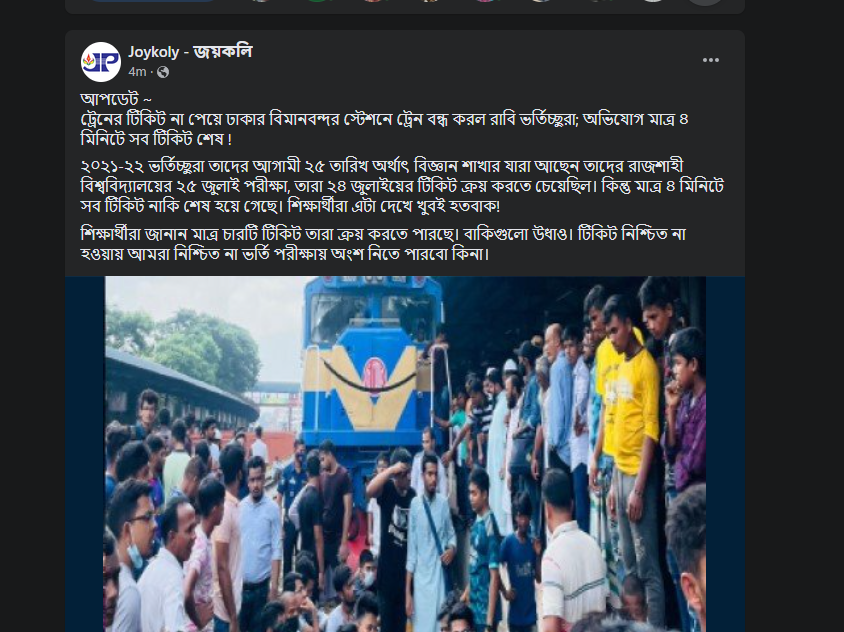 Joykoly - জয়কলি
4m ·
আপডেট ~
ট্রেনের টিকিট না পেয়ে ঢাকার বিমানবন্দর স্টেশনে ট্রেন বন্ধ করল রাবি ভর্তিচ্ছুরা; অভিযোগ মাত্র ৪
মিনিটে সব টিকিট শেষ !
২০২১-২২ ভর্তিচ্ছুরা তাদের আগামী ২৫ তারিখ অর্থাৎ বিজ্ঞান শাখার যারা আছেন তাদের রাজশাহী
বিশ্ববিদ্যালয়ের ২৫ জুলাই পরীক্ষা, তারা ২৪ জুলাইয়ের টিকিট ক্রয় করতে চেয়েছিল। কিন্তু মাত্র ৪ মিনিটে
সব টিকিট নাকি শেষ হয়ে গেছে। শিক্ষার্থীরা এটা দেখে খুবই হতবাক!
শিক্ষার্থীরা জানান মাত্র চারটি টিকিট তারা ক্রয় করতে পারছে। বাকিগুলো উধাও। টিকিট নিশ্চিত না
হওয়ায় আমরা নিশ্চিত না ভর্তি পরীক্ষায় অংশ নিতে পারবো কিনা।